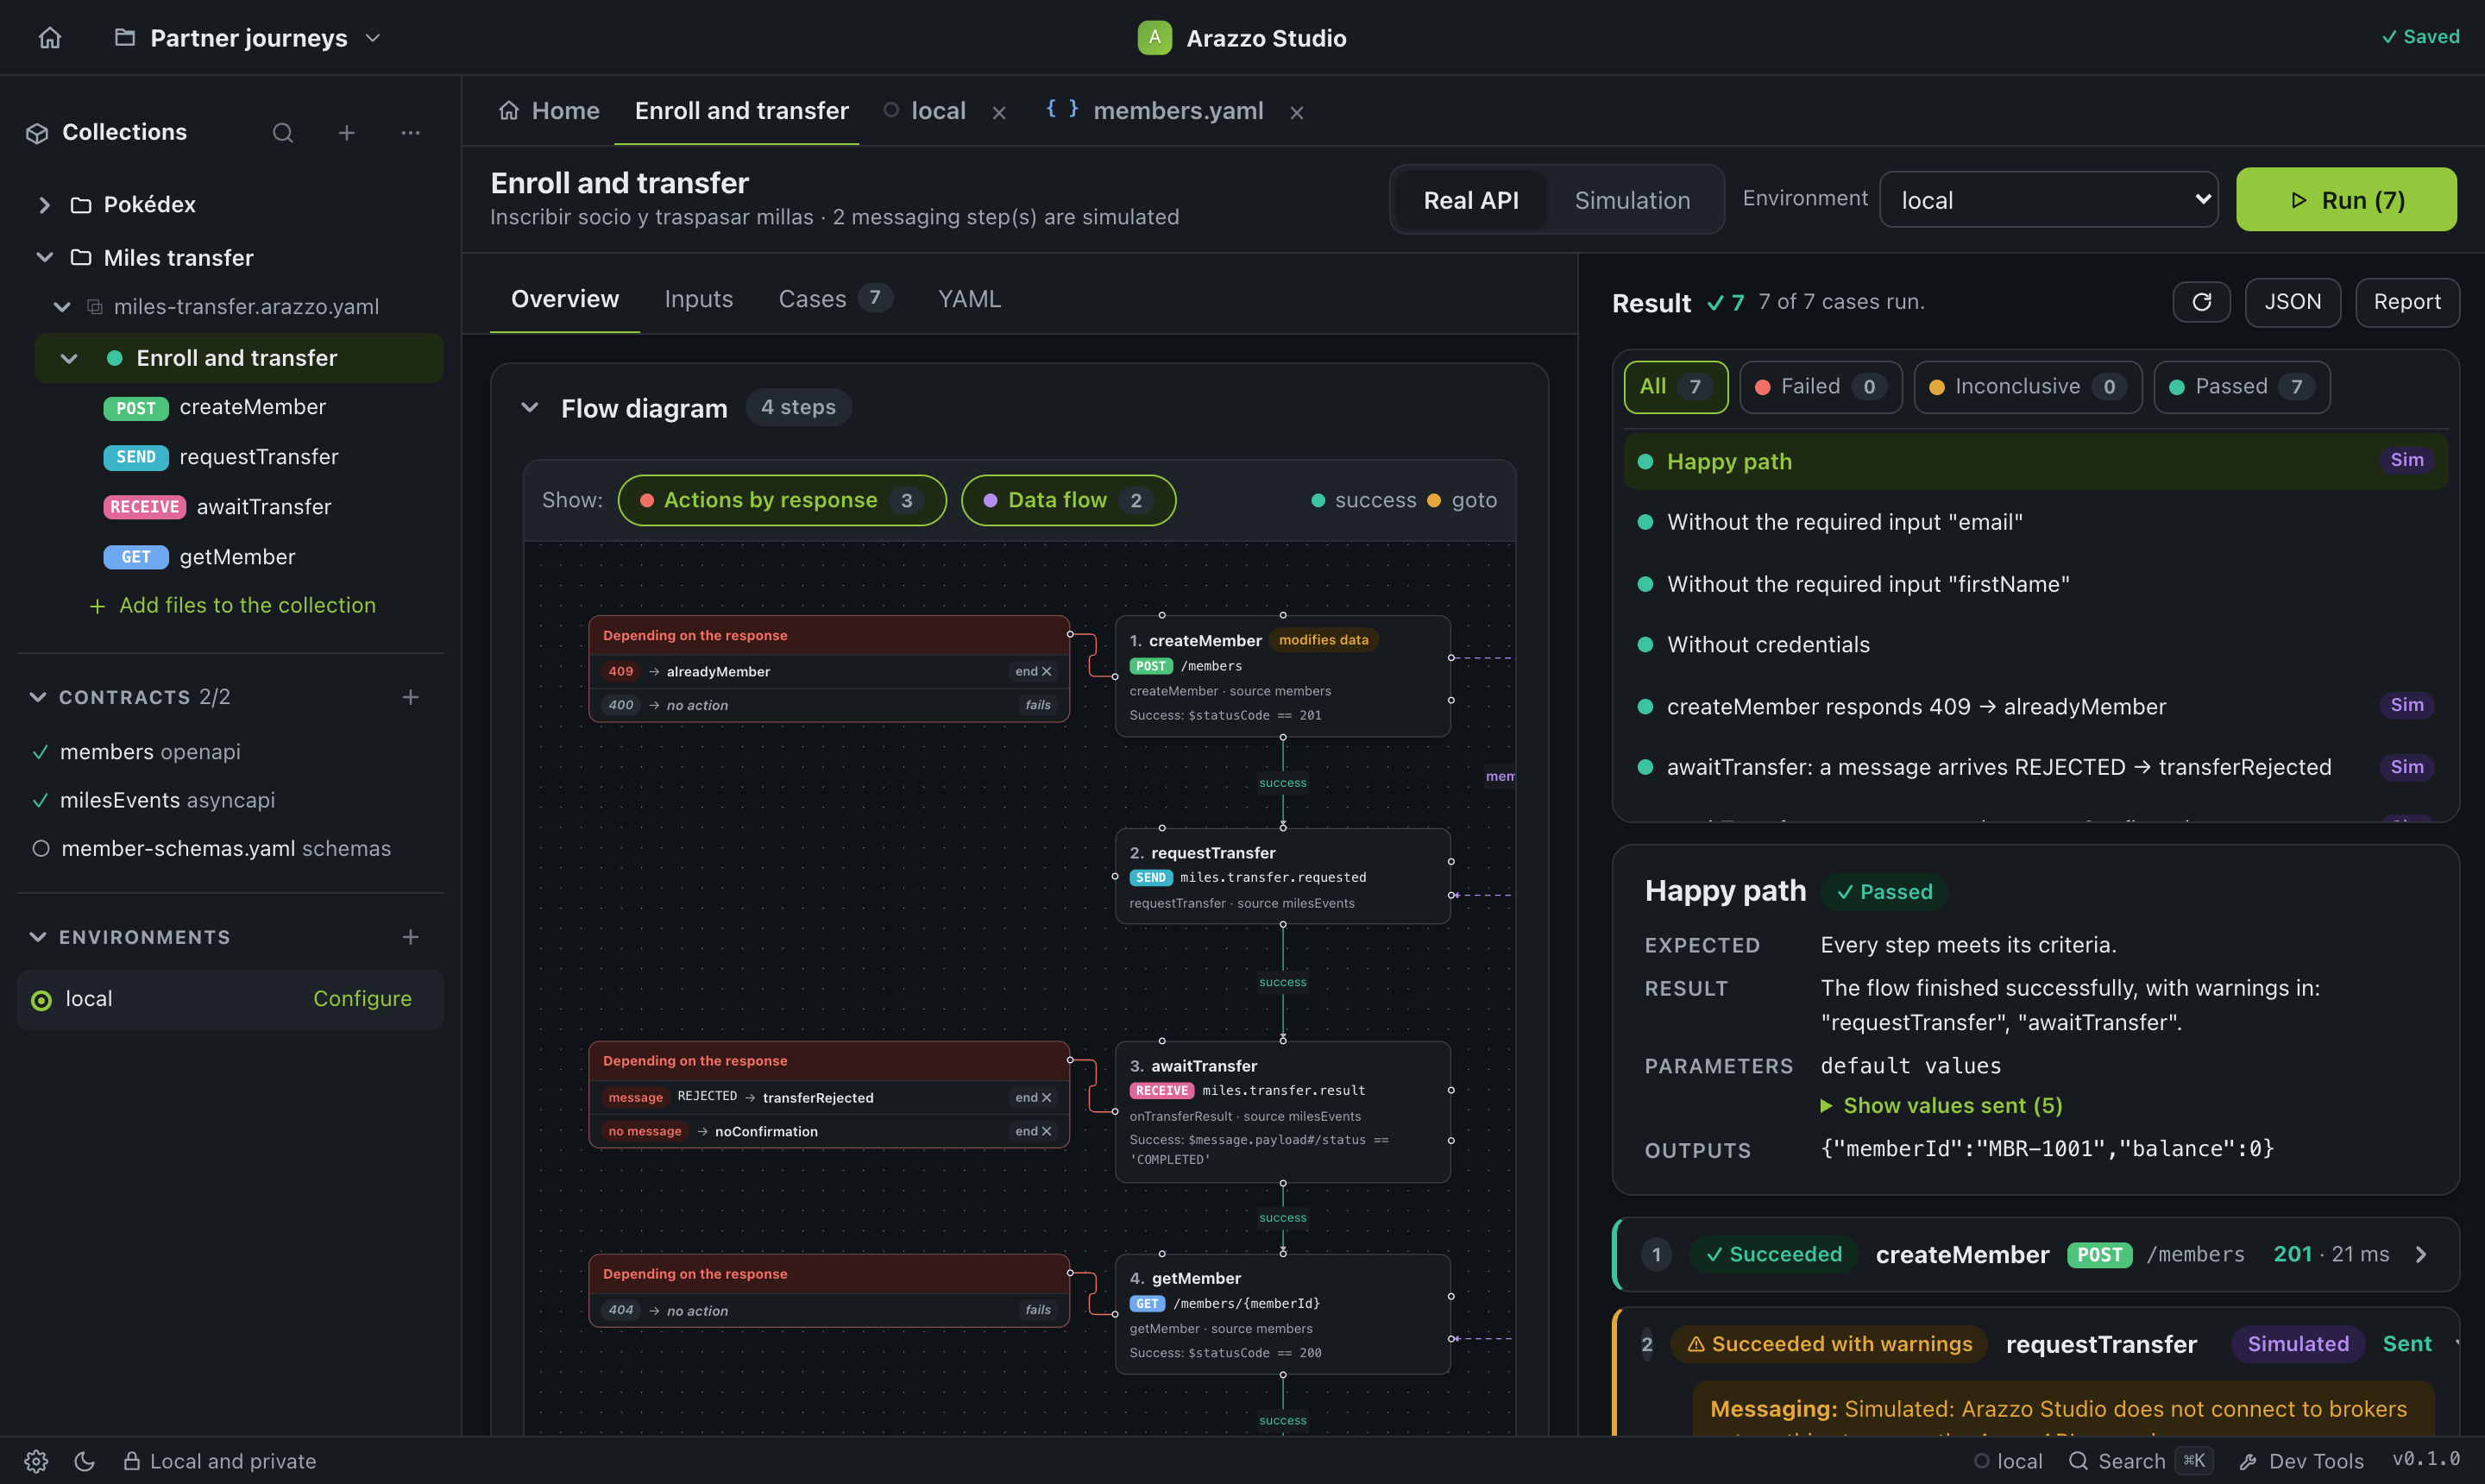 Partner journeys
A Arazzo Studio
Saved
Collections
Pokédex
Miles transfer
miles-transfer.arazzo.yaml
Enroll and transfer
POST createMember
SEND requestTransfer
RECEIVE awaitTransfer
GET getMember
+ Add files to the collection
CONTRACTS 2/2
members openapi
milesEvents asyncapi
member-schemas.yaml schemas
ENVIRONMENTS
local Configure
Home
Enroll and transfer
local ×
{ } members.yaml ×
Enroll and transfer
Inscribir socio y traspasar millas · 2 messaging step(s) are simulated
Real API Simulation
Environment local
Run (7)
Overview Inputs Cases 7 YAML
Flow diagram 4 steps
Show: Actions by response 3 Data flow 2 success goto
Depending on the response
409 → alreadyMember end ×
400 → no action fails
1. createMember modifies data
POST /members
createMember · source members
Success: $statusCode == 201
success
mem
2. requestTransfer
SEND miles.transfer.requested
requestTransfer · source milesEvents
success
Depending on the response
message REJECTED → transferRejected end ×
no message → noConfirmation end ×
3. awaitTransfer
RECEIVE miles.transfer.result
onTransferResult · source milesEvents
Success: $message.payload#/status ==
'COMPLETED'
success
Depending on the response
404 → no action fails
4. getMember
GET /members/{memberId}
getMember · source members
Success: $statusCode == 200
success
Result ✓ 7 7 of 7 cases run.
JSON
Report
All 7 Failed 0 Inconclusive 0 Passed 7
Happy path Sim
Without the required input "email"
Without the required input "firstName"
Without credentials
createMember responds 409 → alreadyMember Sim
awaitTransfer: a message arrives REJECTED → transferRejected Sim
Happy path ✓ Passed
EXPECTED Every step meets its criteria.
RESULT The flow finished successfully, with warnings in:
"requestTransfer", "awaitTransfer".
PARAMETERS default values
Show values sent (5)
OUTPUTS {"memberId":"MBR-1001","balance":0}
1 ✓ Succeeded createMember POST /members 201 · 21 ms
2 Succeeded with warnings requestTransfer Simulated Sent
Messaging: Simulated: Arazzo Studio does not connect to brokers
Local and private
local
Search ⌘K
Dev Tools
v0.1.0